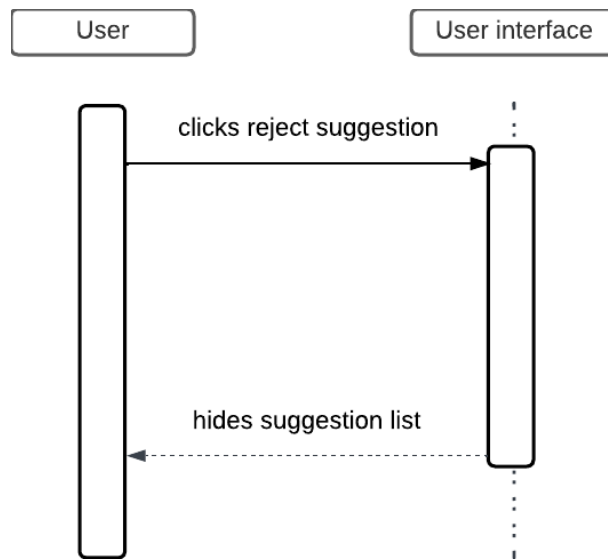 User
User interface
clicks reject suggestion
hides suggestion list